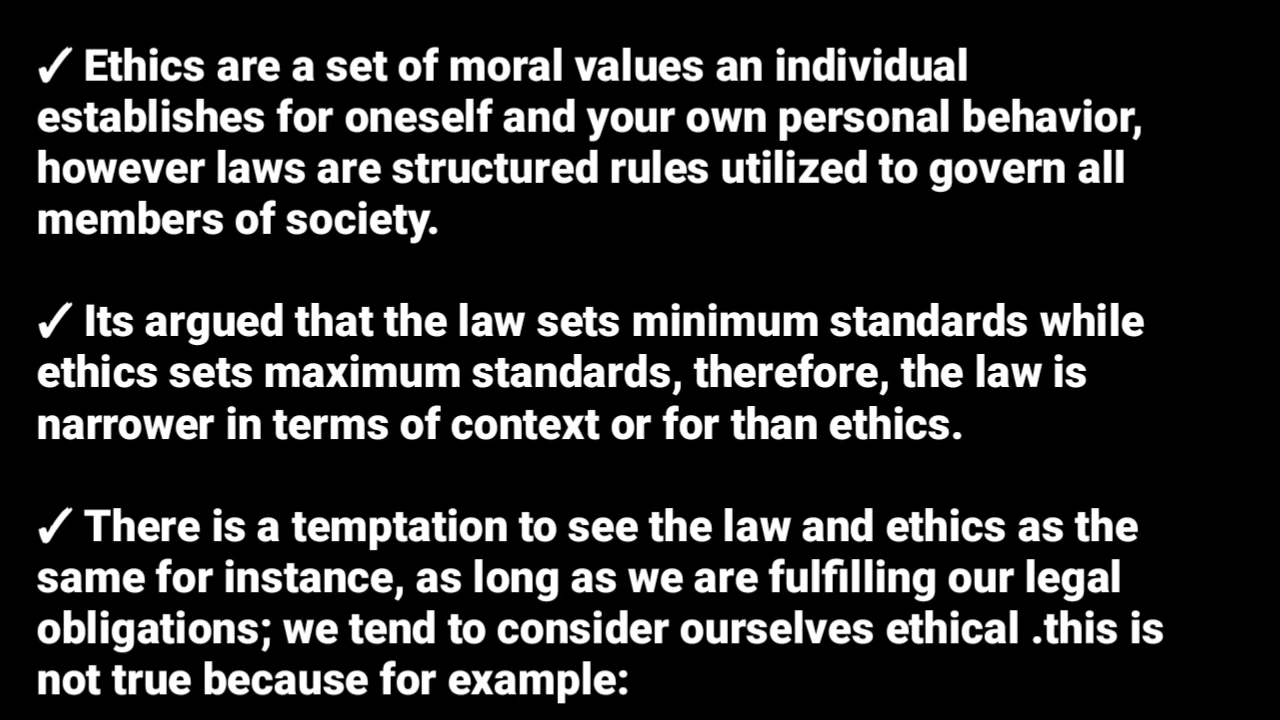 ✓ Ethics are a set of moral values an individual
establishes for oneself and your own personal behavior,
however laws are structured rules utilized to govern all
members of society.
✓ Its argued that the law sets minimum standards while
ethics sets maximum standards, therefore, the law is
narrower in terms of context or for than ethics.
✓ There is a temptation to see the law and ethics as the
same for instance, as long as we are fulfilling our legal
obligations; we tend to consider ourselves ethical .this is
not true because for example: